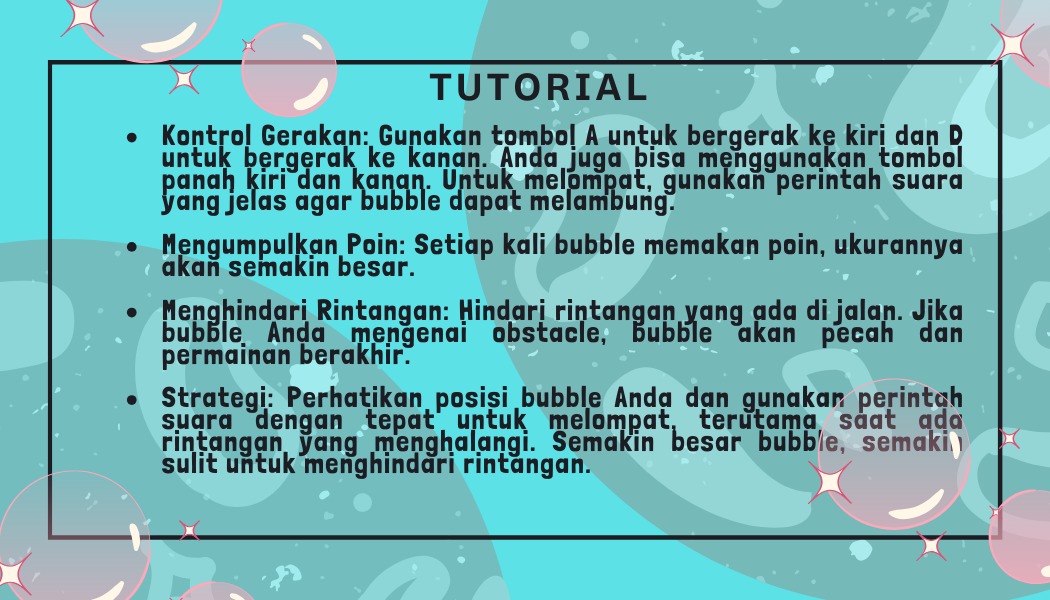 TUTORIAL
• Kontrol Gerakan: Gunakan tombol A untuk bergerak ke kiri dan D
untuk bergerak ke kanan. Anda juga bisa menggunakan tombol
panah kiri dan kanan. Untuk melompat, gunakan perintah suara
yang jelas agar bubble dapat melambung.
• Mengumpulkan Poin: Setiap kali bubble memakan poin, ukurannya
akan semakin besar.
• Menghindari Rintangan: Hindari rintangan yang ada di jalan. Jika
bubble Anda mengenai obstacle, bubble akan pecah dan
permainan berakhir.
• Strategi: Perhatikan posisi bubble Anda dan gunakan perintah
suara dengan tepat untuk melompat, terutama saat ada
rintangan yang menghalangi. Semakin besar bubble, semakin
sulit untuk menghindari rintangan.